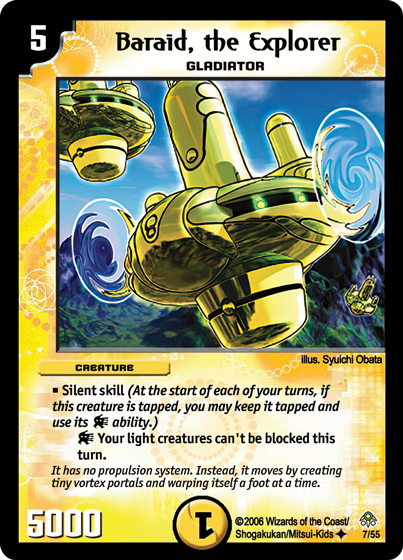 5
Baraid, the Explorer
GLADIATOR
illus. Syuichi Obata
CREATURE
▪ Silent skill (At the start of each of your turns, if
this creature is tapped, you may keep it tapped and
use its ability.)
Your light creatures can't be blocked this
turn.
It has no propulsion system. Instead, it moves by creating
tiny vortex portals and warping itself a foot at a time.
5000
1
©2006 Wizards of the Coast/
Shogakukan/Mitsui-Kids
7/55